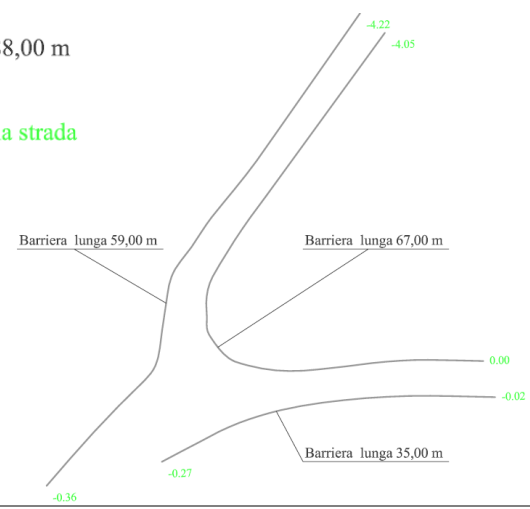 -4.22
8,00 m
-4.05
a strada
Barriera lunga 59,00 m
Barriera lunga 67,00 m
0.00
-0.02
Barriera lunga 35,00 m
-0.27
-0.36